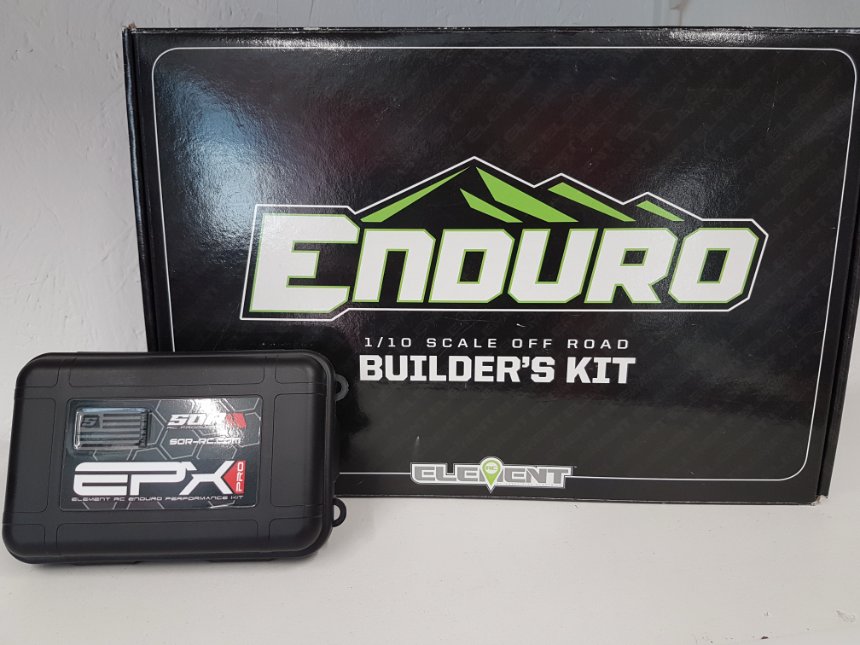 ENDURO
1/10 SCALE OFF ROAD
BUILDER'S KIT
ELEMENT
RC
SOR-RC.COM
EPX
PRO
ELEMENT RC ENDURO PERFORMANCE KIT